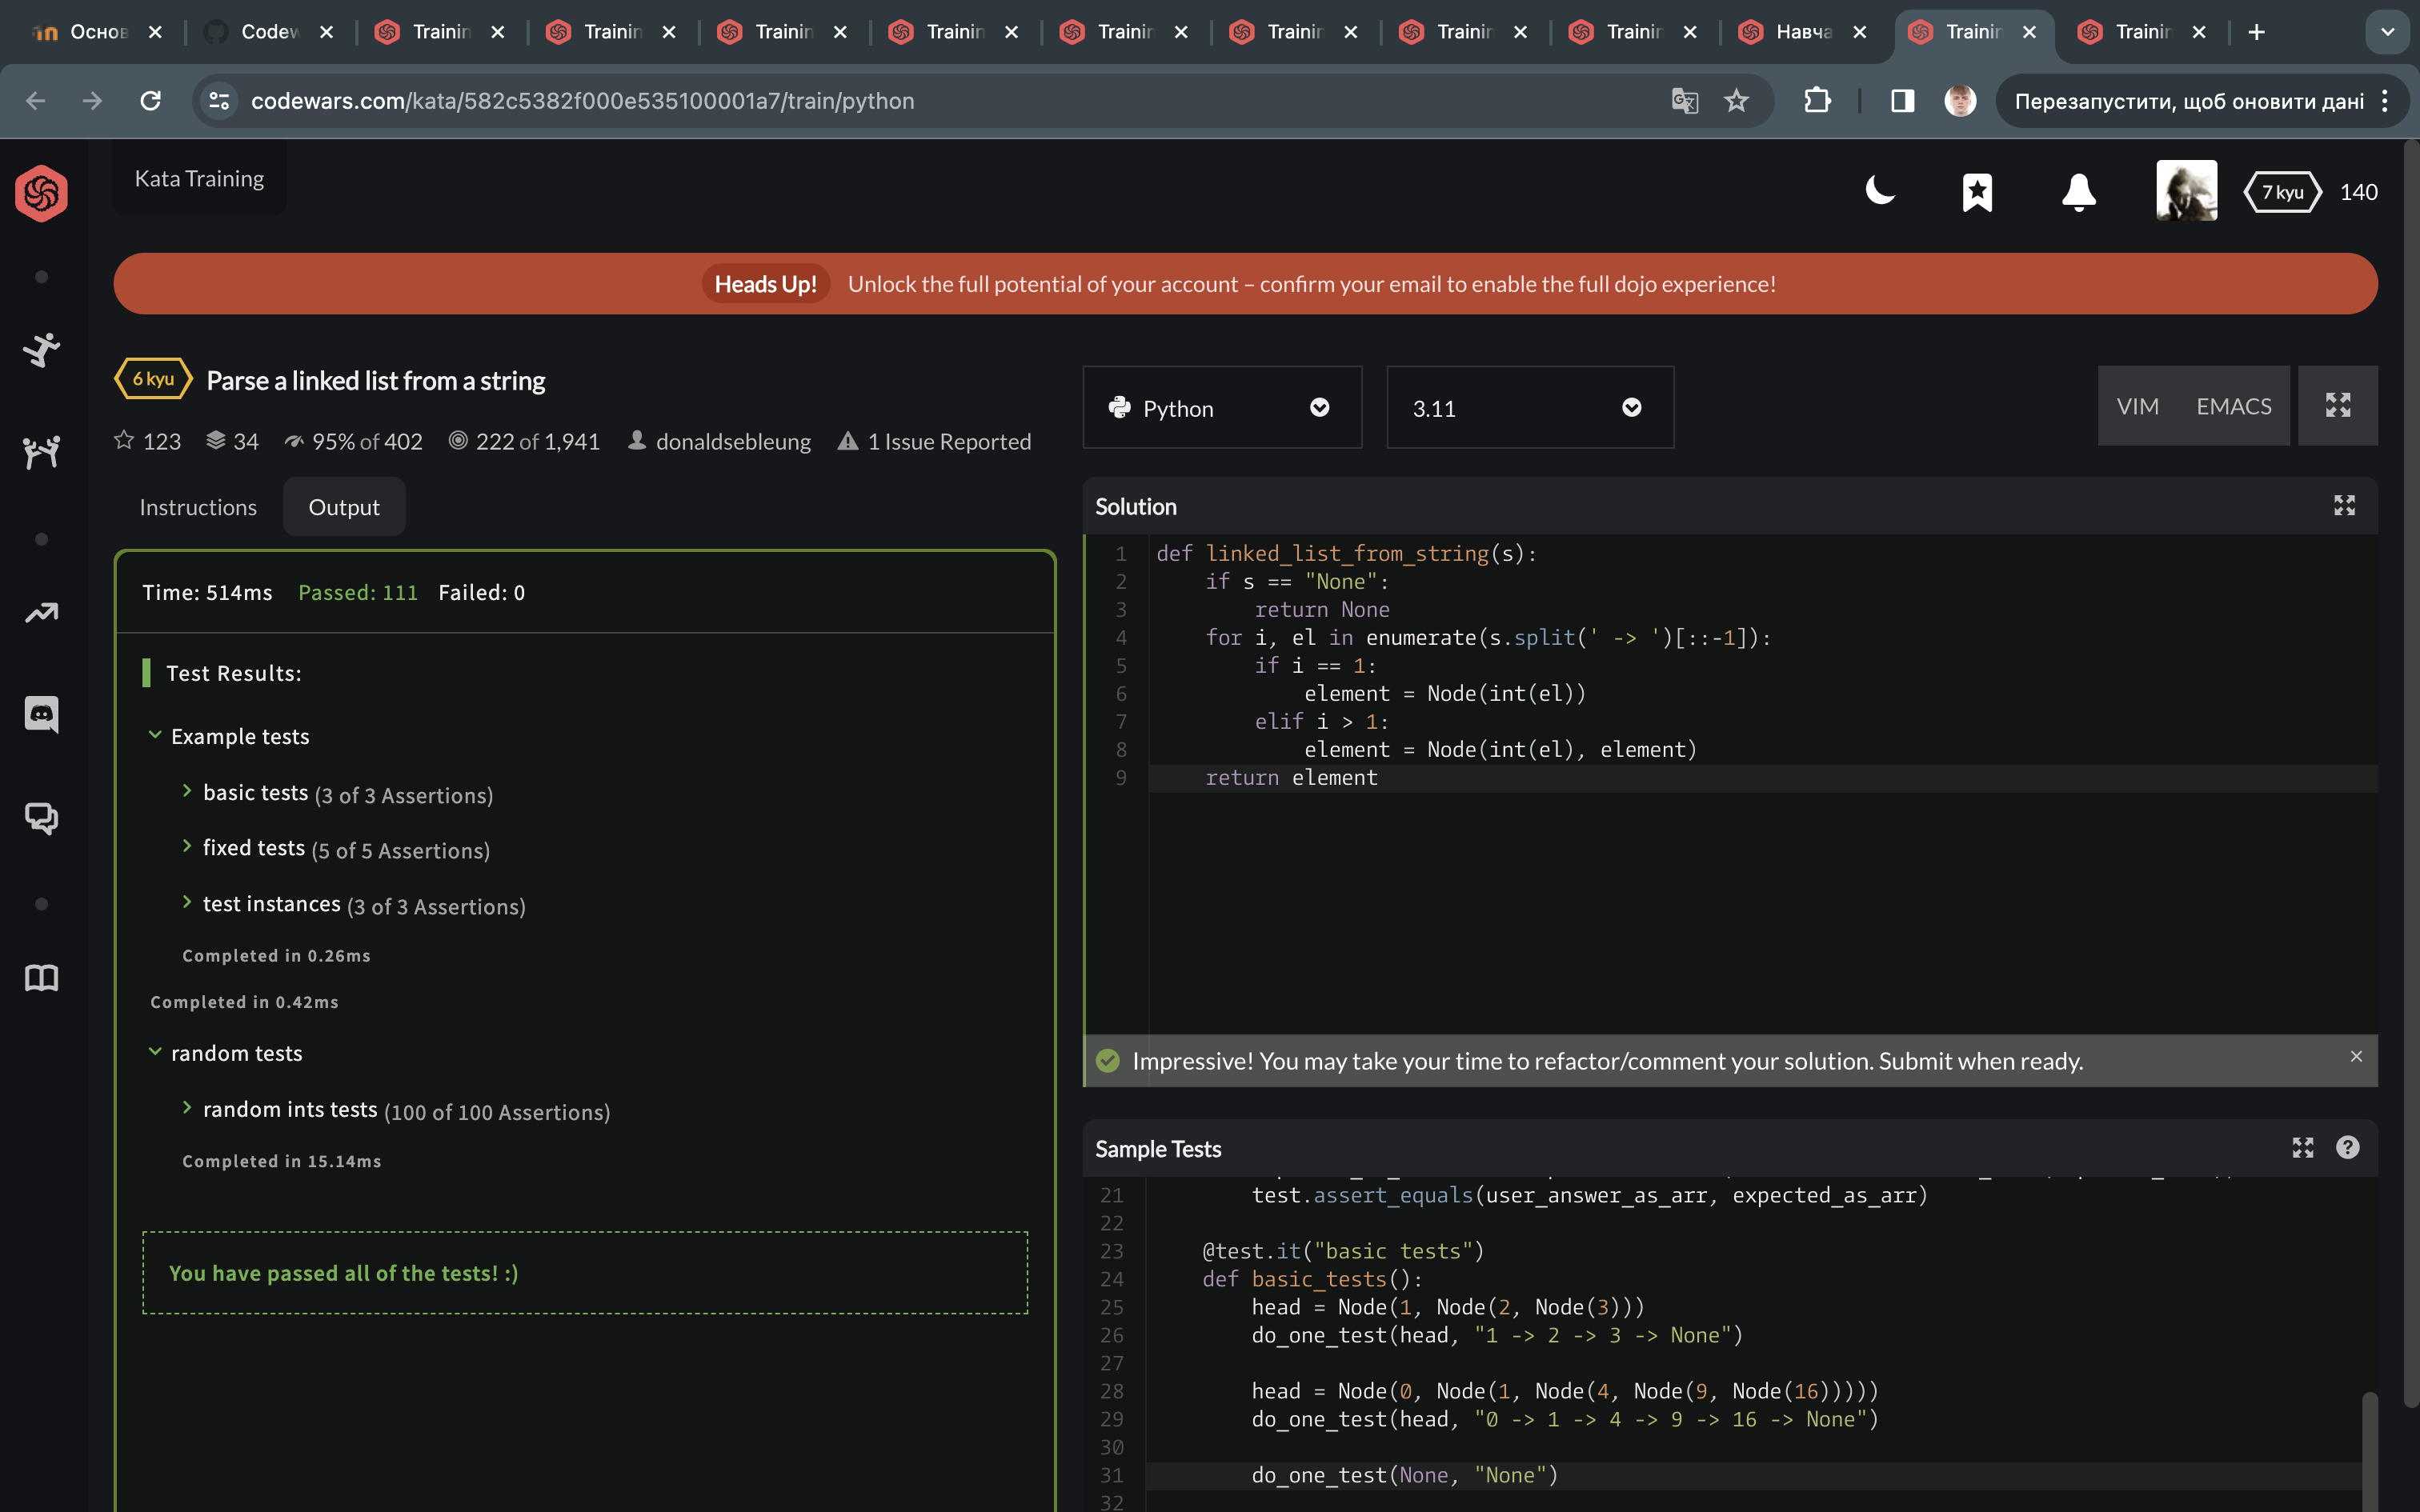 Основ
Codew
Trainin
Trainin
Trainin
Trainin
Trainin
Trainin
Trainin
Trainin
Навча
Trainin
Trainin
codewars.com/kata/582c5382f000e535100001a7/train/python
Перезапустити, щоб оновити дані
Kata Training
7 kyu
140
Heads Up! Unlock the full potential of your account – confirm your email to enable the full dojo experience!
6 kyu Parse a linked list from a string
123 34 95% of 402 222 of 1,941 donaldsebleung 1 Issue Reported
Python
3.11
VIM EMACS
Instructions Output
Time: 514ms Passed: 111 Failed: 0
Test Results:
Example tests
basic tests (3 of 3 Assertions)
fixed tests (5 of 5 Assertions)
test instances (3 of 3 Assertions)
Completed in 0.26ms
Completed in 0.42ms
random tests
random ints tests (100 of 100 Assertions)
Completed in 15.14ms
You have passed all of the tests! :)
Solution
1 def linked_list_from_string(s):
2     if s == "None":
3         return None
4     for i, el in enumerate(s.split(' -> ')[::-1]):
5         if i == 1:
6             element = Node(int(el))
7         elif i > 1:
8             element = Node(int(el), element)
9     return element
Impressive! You may take your time to refactor/comment your solution. Submit when ready.
Sample Tests
21         test.assert_equals(user_answer_as_arr, expected_as_arr)
22
23     @test.it("basic tests")
24     def basic_tests():
25         head = Node(1, Node(2, Node(3)))
26         do_one_test(head, "1 -> 2 -> 3 -> None")
27
28         head = Node(0, Node(1, Node(4, Node(9, Node(16)))))
29         do_one_test(head, "0 -> 1 -> 4 -> 9 -> 16 -> None")
30
31         do_one_test(None, "None")
32